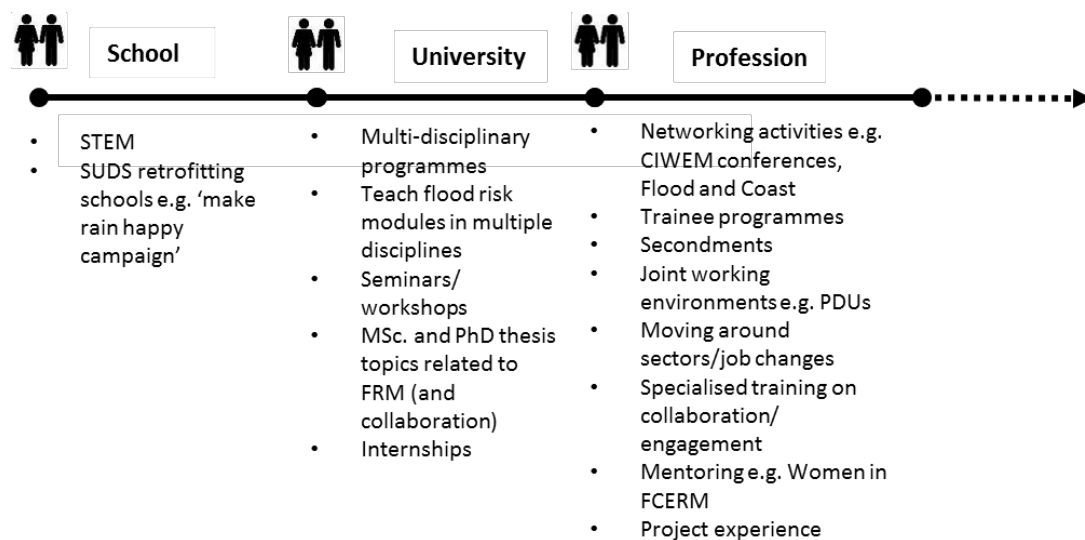 School
University
Profession
• STEM
• SUDS retrofitting
schools e.g. ‘make
rain happy
campaign’
• Multi-disciplinary
programmes
• Teach flood risk
modules in multiple
disciplines
• Seminars/
workshops
• MSc. and PhD thesis
topics related to
FRM (and
collaboration)
• Internships
• Networking activities e.g.
CIWEM conferences,
Flood and Coast
• Trainee programmes
• Secondments
• Joint working
environments e.g. PDUs
• Moving around
sectors/job changes
• Specialised training on
collaboration/
engagement
• Mentoring e.g. Women in
FCERM
• Project experience